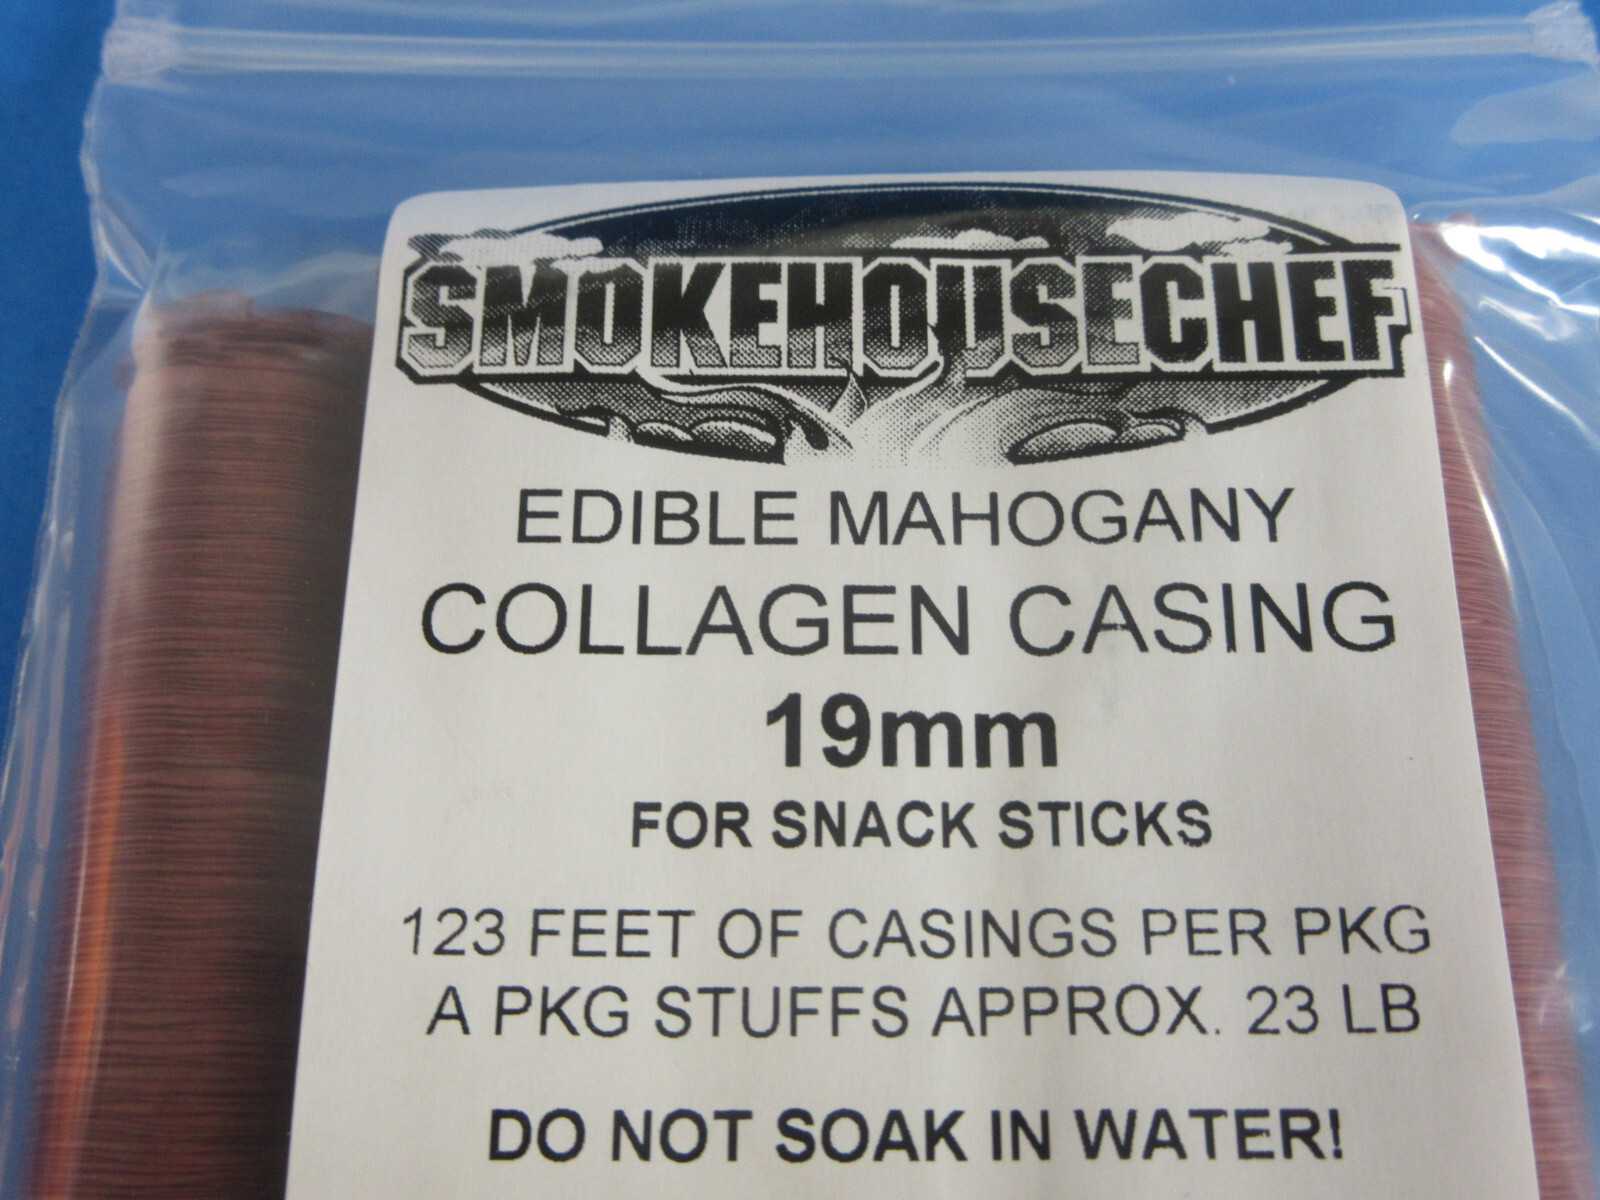 SMOKEHOUSECHEF
EDIBLE MAHOGANY
COLLAGEN CASING
19mm
FOR SNACK STICKS
123 FEET OF CASINGS PER PKG
A PKG STUFFS APPROX. 23 LB
DO NOT SOAK IN WATER!